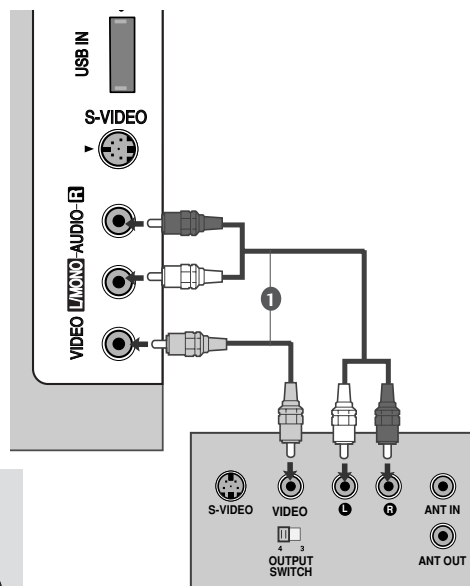 USB IN
S-VIDEO
VIDEO L/MONO-AUDIO-R
1
S-VIDEO
VIDEO
L
R
ANT IN
4 3
OUTPUT
SWITCH
ANT OUT